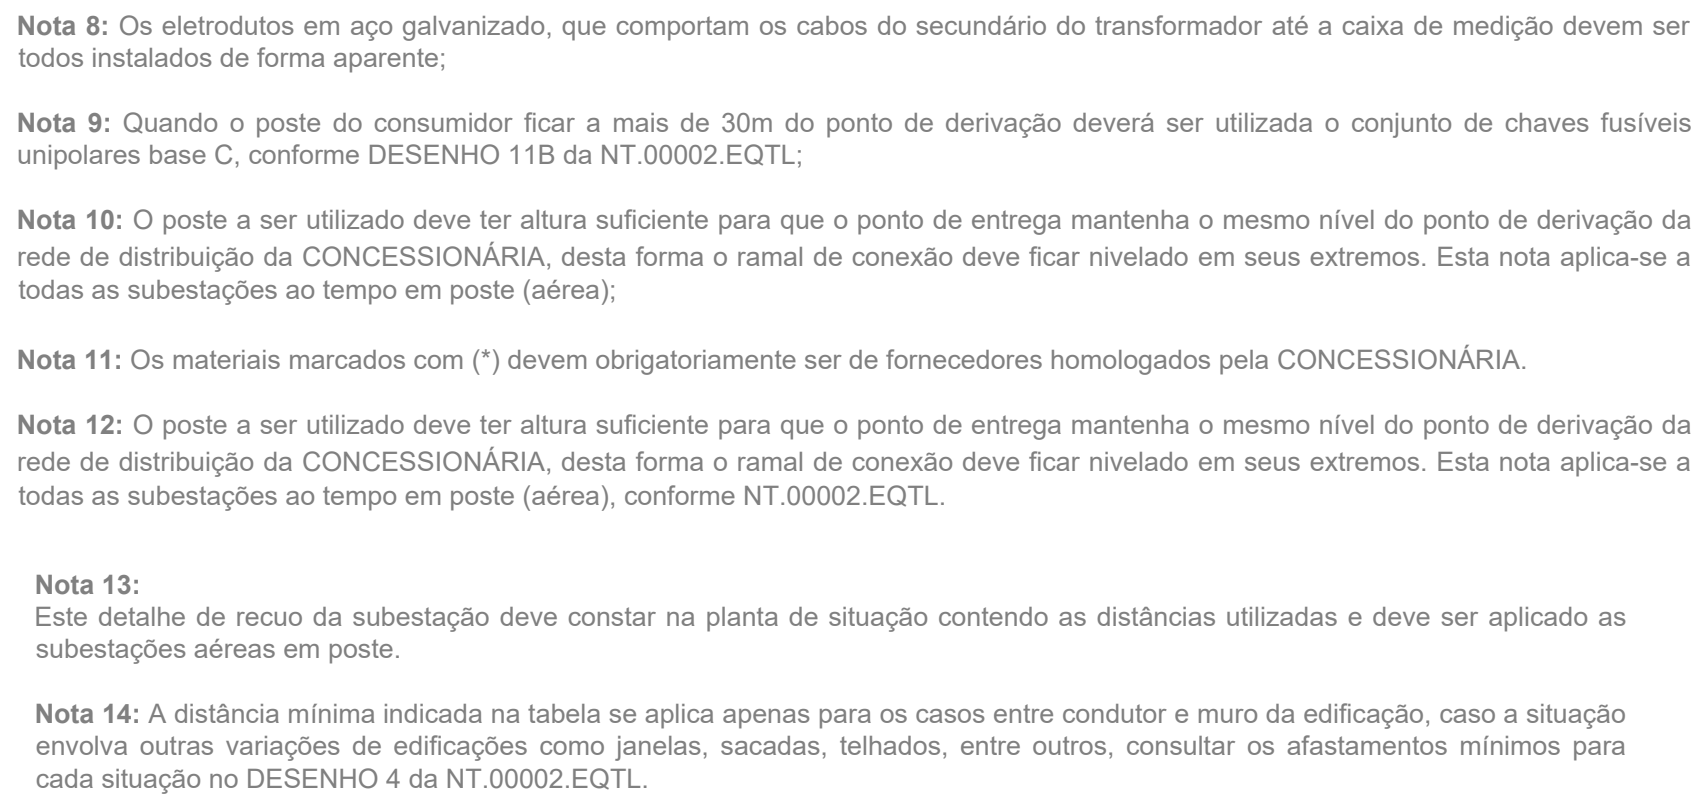 Nota 8: Os eletrodutos em aço galvanizado, que comportam os cabos do secundário do transformador até a caixa de medição devem ser
todos instalados de forma aparente;
Nota 9: Quando o poste do consumidor ficar a mais de 30m do ponto de derivação deverá ser utilizada o conjunto de chaves fusíveis
unipolares base C, conforme DESENHO 11B da NT.00002.EQTL;
Nota 10: O poste a ser utilizado deve ter altura suficiente para que o ponto de entrega mantenha o mesmo nível do ponto de derivação da
rede de distribuição da CONCESSIONÁRIA, desta forma o ramal de conexão deve ficar nivelado em seus extremos. Esta nota aplica-se a
todas as subestações ao tempo em poste (aérea);
Nota 11: Os materiais marcados com (*) devem obrigatoriamente ser de fornecedores homologados pela CONCESSIONÁRIA.
Nota 12: O poste a ser utilizado deve ter altura suficiente para que o ponto de entrega mantenha o mesmo nível do ponto de derivação da
rede de distribuição da CONCESSIONÁRIA, desta forma o ramal de conexão deve ficar nivelado em seus extremos. Esta nota aplica-se a
todas as subestações ao tempo em poste (aérea), conforme NT.00002.EQTL.
Nota 13:
Este detalhe de recuo da subestação deve constar na planta de situação contendo as distâncias utilizadas e deve ser aplicado as
subestações aéreas em poste.
Nota 14: A distância mínima indicada na tabela se aplica apenas para os casos entre condutor e muro da edificação, caso a situação
envolva outras variações de edificações como janelas, sacadas, telhados, entre outros, consultar os afastamentos mínimos para
cada situação no DESENHO 4 da NT.00002.EQTL.